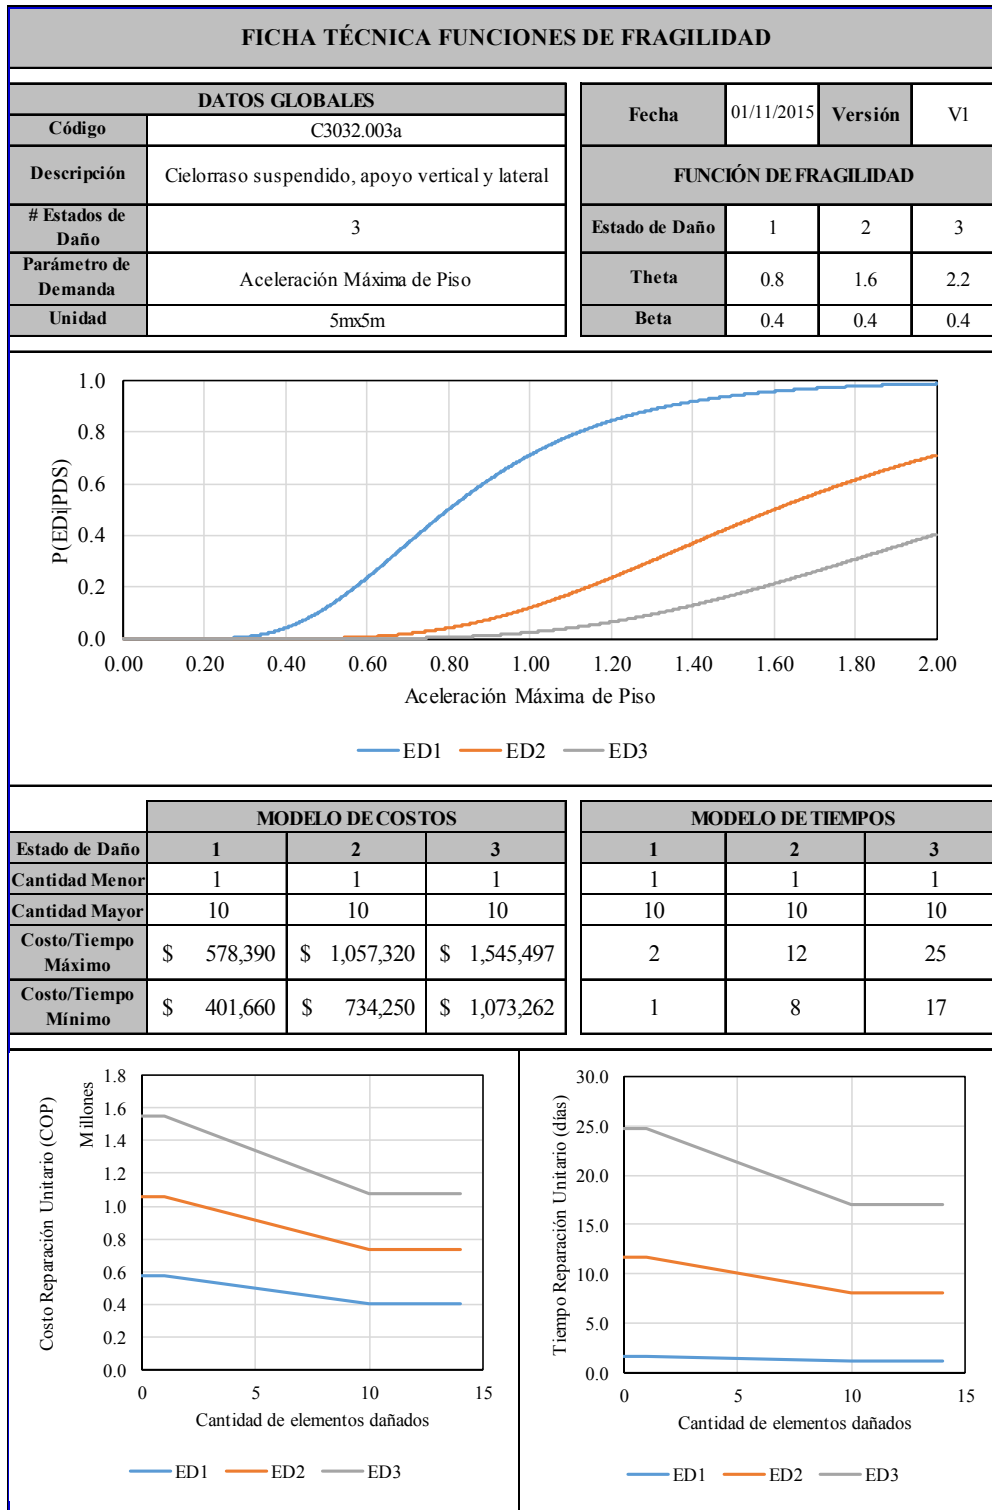 FICHA TÉCNICA FUNCIONES DE FRAGILIDAD
DATOS GLOBALES
Código C3032.003a
Descripción Cielorraso suspendido, apoyo vertical y lateral
# Estados de Daño 3
Parámetro de Demanda Aceleración Máxima de Piso
Unidad 5mx5m
Fecha 01/11/2015 Versión V1
FUNCIÓN DE FRAGILIDAD
Estado de Daño 1 2 3
Theta 0.8 1.6 2.2
Beta 0.4 0.4 0.4
P(EDi|PDS)
1.0
0.8
0.6
0.4
0.2
0.0
0.00 0.20 0.40 0.60 0.80 1.00 1.20 1.40 1.60 1.80 2.00
Aceleración Máxima de Piso
ED1 ED2 ED3
MODELO DE COSTOS MODELO DE TIEMPOS
Estado de Daño 1 2 3 1 2 3
Cantidad Menor 1 1 1 1 1 1
Cantidad Mayor 10 10 10 10 10 10
Costo/Tiempo Máximo $ 578,390 $ 1,057,320 $ 1,545,497 2 12 25
Costo/Tiempo Mínimo $ 401,660 $ 734,250 $ 1,073,262 1 8 17
Costo Reparación Unitario (COP)
Millones
1.8
1.6
1.4
1.2
1.0
0.8
0.6
0.4
0.2
0.0
0 5 10 15
Cantidad de elementos dañados
ED1 ED2 ED3
Tiempo Reparación Unitario (días)
30.0
25.0
20.0
15.0
10.0
5.0
0.0
0 5 10 15
Cantidad de elementos dañados
ED1 ED2 ED3